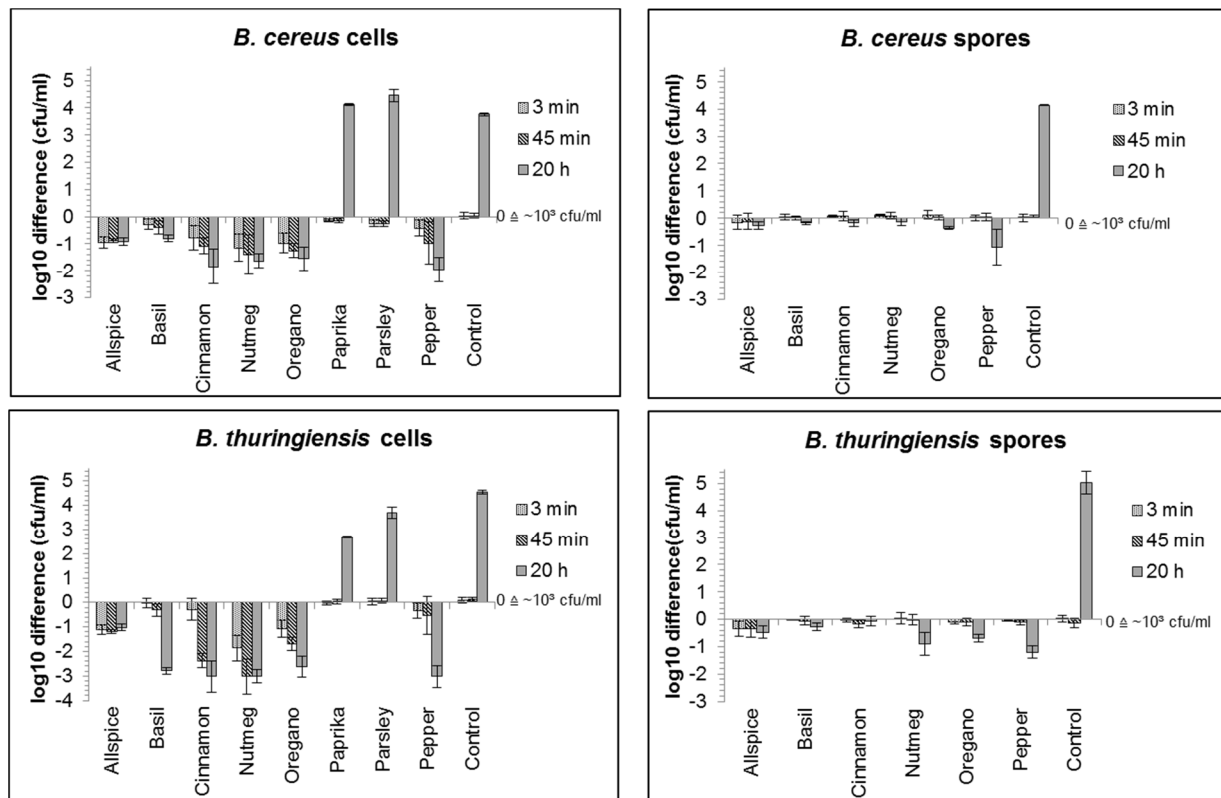 B. cereus cells
log10 difference (cfu/ml)
5
4
3
2
1
0
-1
-2
-3
3 min
45 min
20 h
0 ≙ ~10³ cfu/ml
Allspice
Basil
Cinnamon
Nutmeg
Oregano
Paprika
Parsley
Pepper
Control
B. cereus spores
log10 difference (cfu/ml)
5
4
3
2
1
0
-1
-2
-3
3 min
45 min
20 h
0 ≙ ~10³ cfu/ml
Allspice
Basil
Cinnamon
Nutmeg
Oregano
Pepper
Control
B. thuringiensis cells
log10 difference (cfu/ml)
5
4
3
2
1
0
-1
-2
-3
-4
3 min
45 min
20 h
0 ≙ ~10³ cfu/ml
Allspice
Basil
Cinnamon
Nutmeg
Oregano
Paprika
Parsley
Pepper
Control
B. thuringiensis spores
log10 difference(cfu/ml)
5
4
3
2
1
0
-1
-2
-3
3 min
45 min
20 h
0 ≙ ~10³ cfu/ml
Allspice
Basil
Cinnamon
Nutmeg
Oregano
Pepper
Control